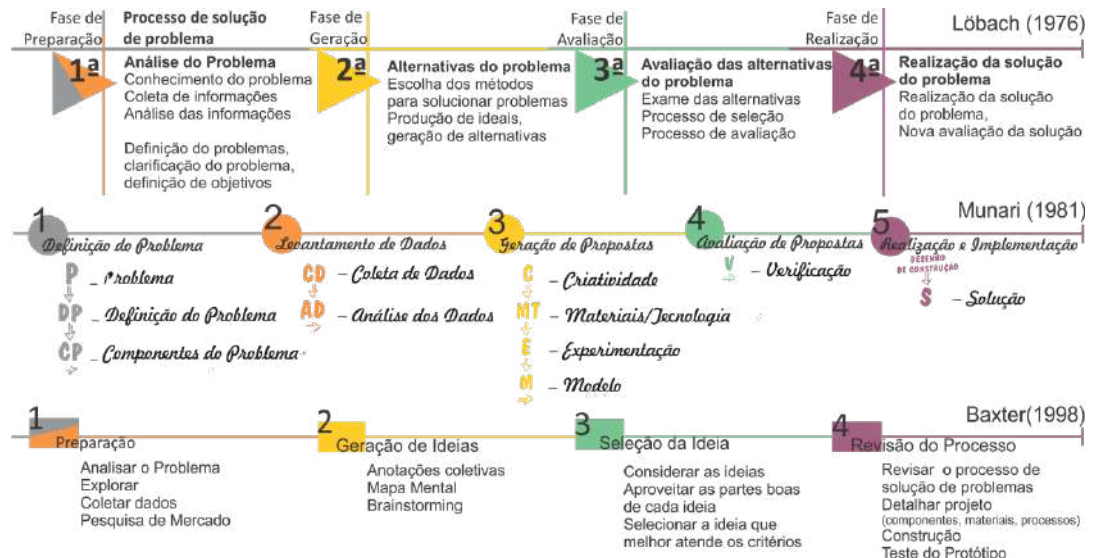 Fase de
Preparação
Processo de solução
de problema
Fase de
Geração
Fase de
Avaliação
Fase de
Realização
Löbach (1976)
1ª
Análise do Problema
Conhecimento do problema
Coleta de informações
Análise das informações
Definição do problemas,
clarificação do problema,
definição de objetivos
2ª
Alternativas do problema
Escolha dos métodos
para solucionar problemas
Produção de ideais,
geração de alternativas
3ª
Avaliação das alternativas
do problema
Exame das alternativas
Processo de seleção
Processo de avaliação
4ª
Realização da solução
do problema
Realização da solução
do problema,
Nova avaliação da solução
Munari (1981)
1
Definição do Problema
P – Problema
DP – Definição do Problema
CP – Componentes do Problema
2
Levantamento de Dados
CD – Coleta de Dados
AD – Análise dos Dados
3
Geração de Propostas
C – Criatividade
MT – Materiais/Tecnologia
E – Experimentação
M – Modelo
4
Avaliação de Propostas
V – Verificação
5
Realização e Implementação
DESENHO
DE CONSTRUÇÃO
S – Solução
Baxter(1998)
1
Preparação
Analisar o Problema
Explorar
Coletar dados
Pesquisa de Mercado
2
Geração de Ideias
Anotações coletivas
Mapa Mental
Brainstorming
3
Seleção da Ideia
Considerar as ideias
Aproveitar as partes boas
de cada ideia
Selecionar a ideia que
melhor atende os critérios
4
Revisão do Processo
Revisar o processo de
solução de problemas
Detalhar projeto
(componentes, materiais, processos)
Construção
Teste do Protótipo